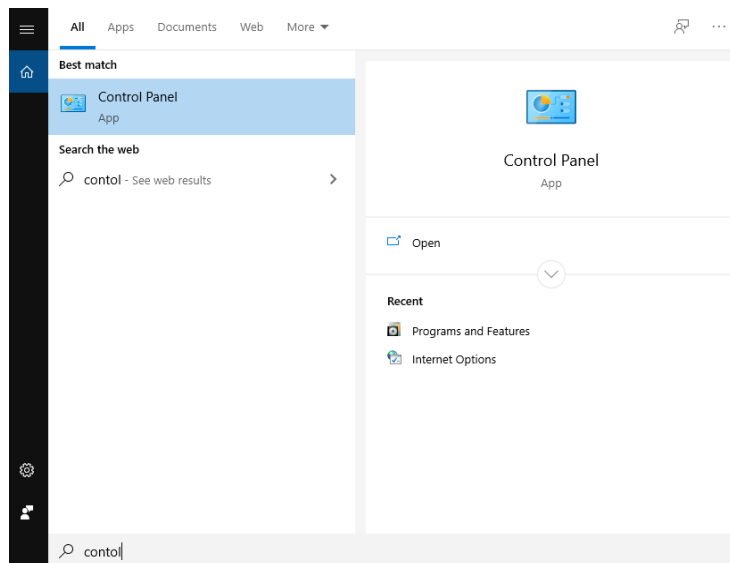 All Apps Documents Web More
Best match
Control Panel
App
Search the web
contol - See web results
Control Panel
App
Open
Recent
Programs and Features
Internet Options
contol